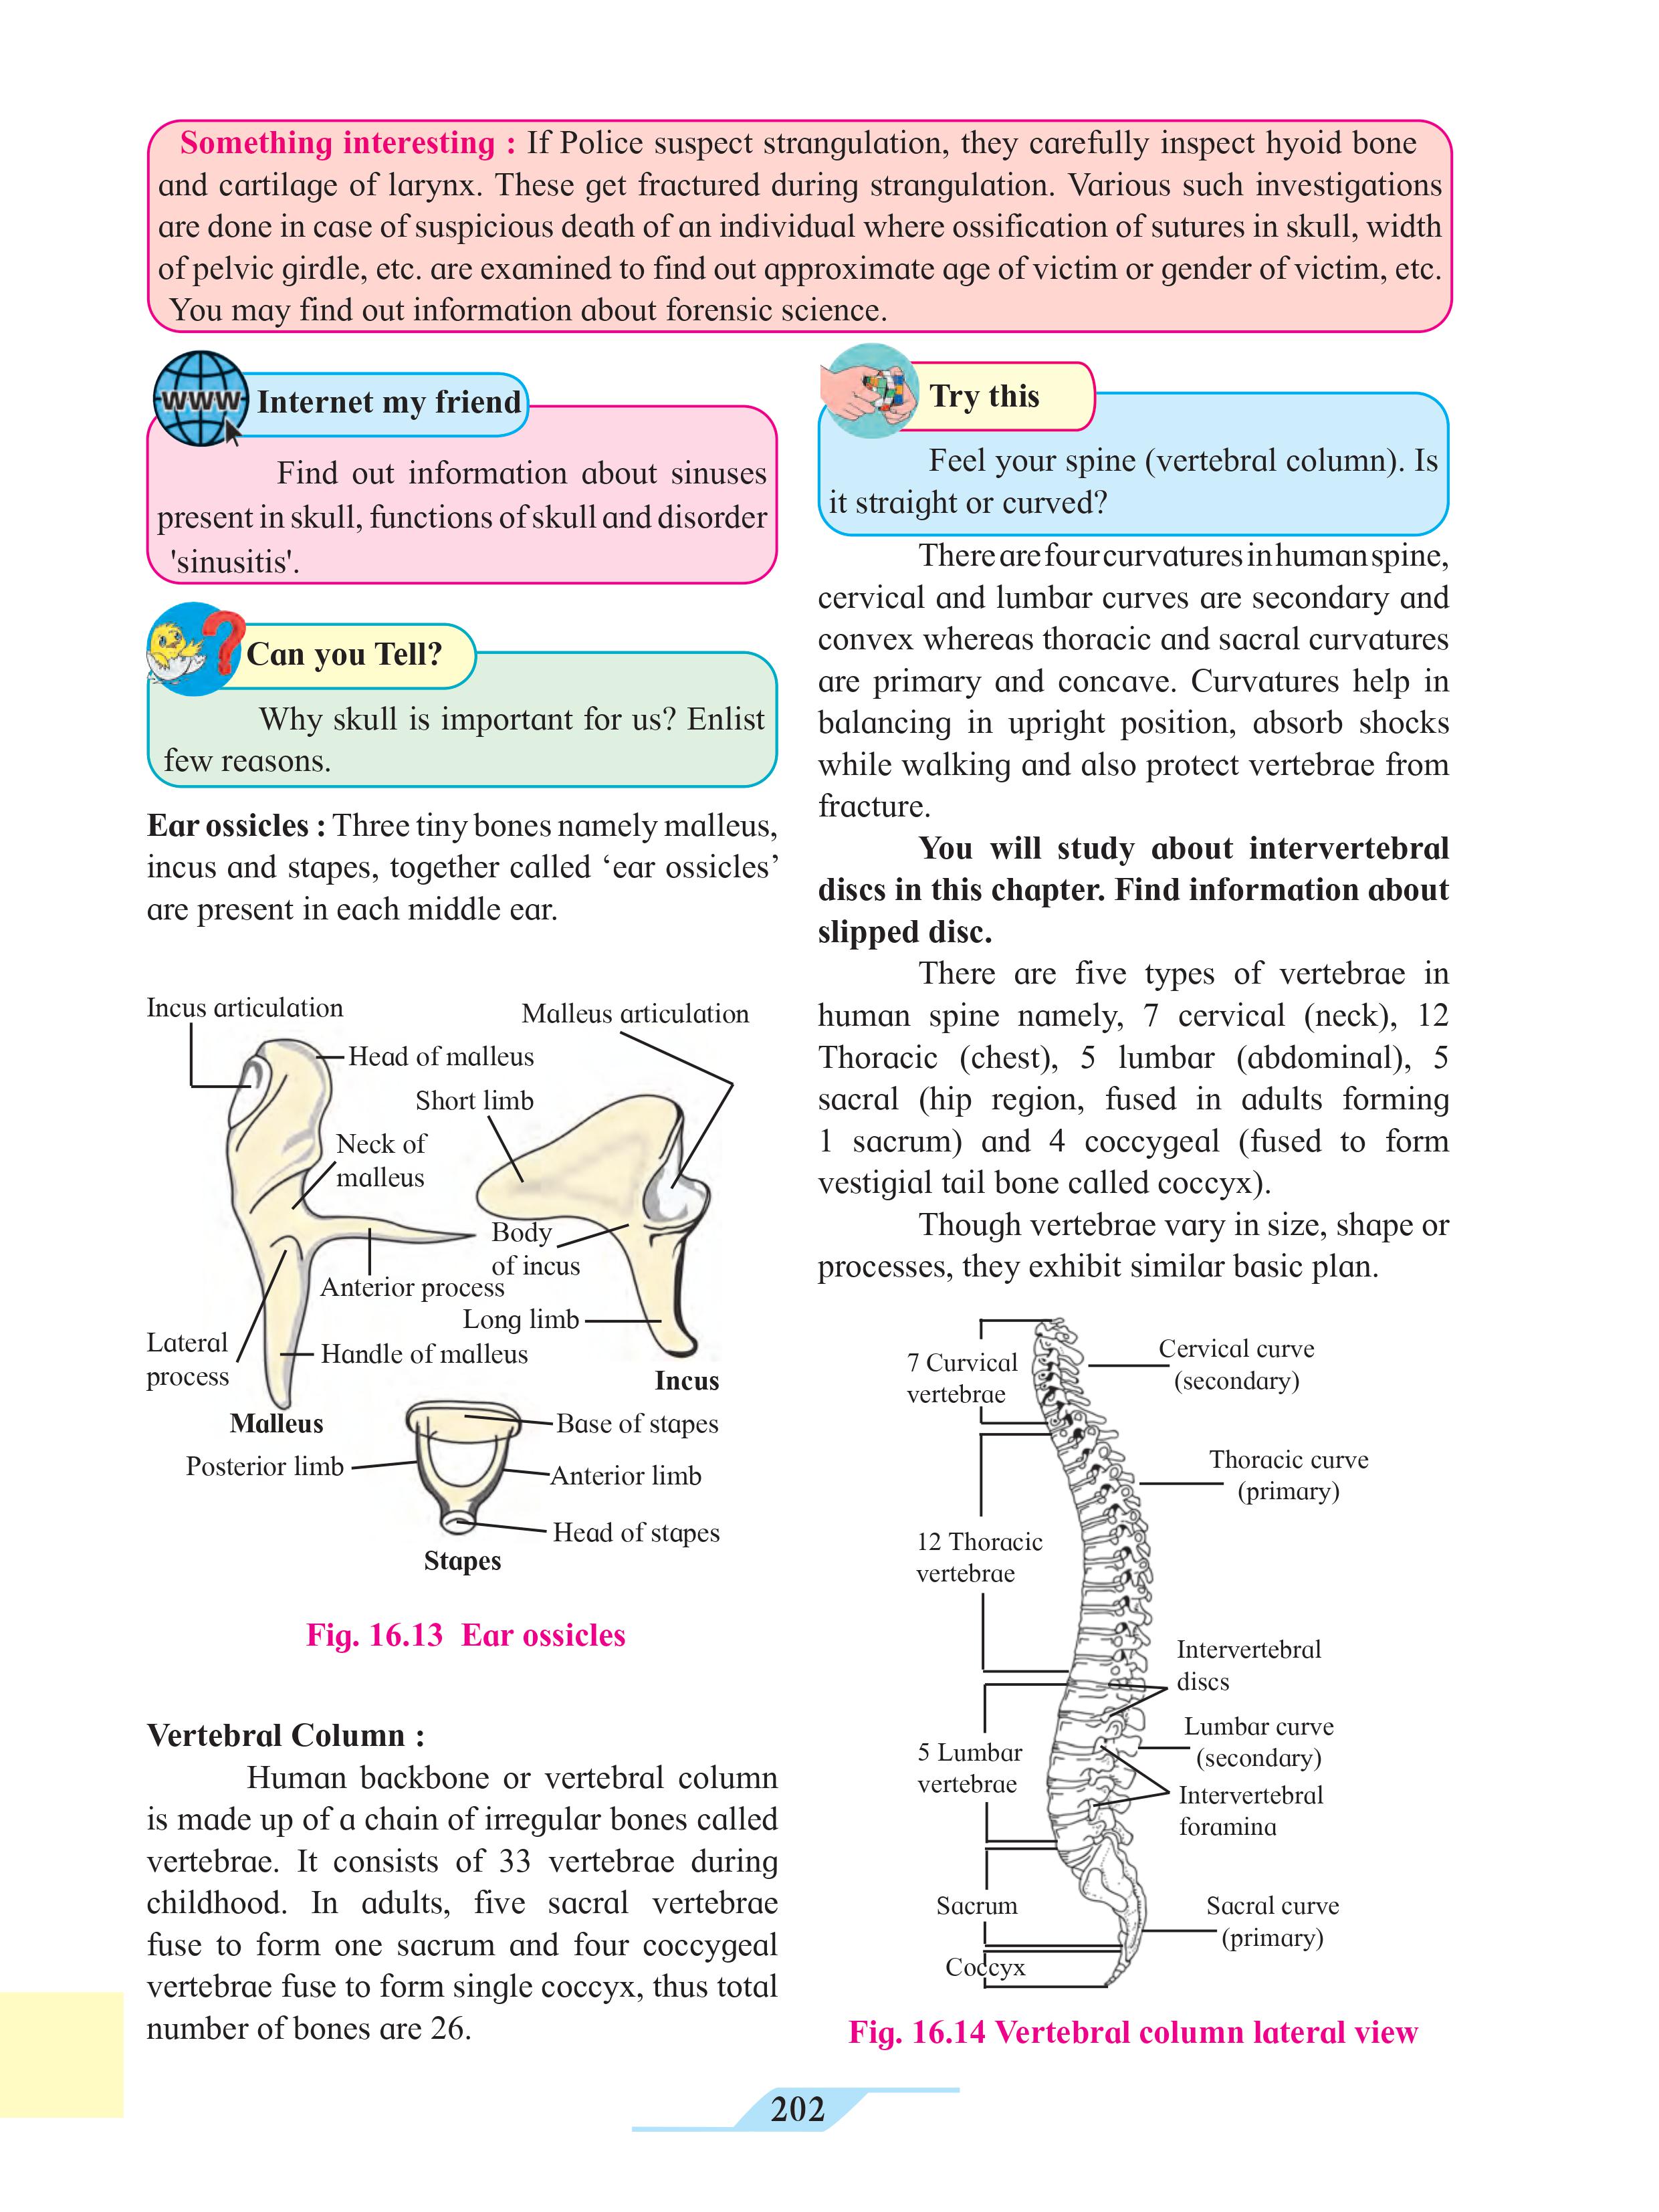 Something interesting : If Police suspect strangulation, they carefully inspect hyoid bone
and cartilage of larynx. These get fractured during strangulation. Various such investigations
are done in case of suspicious death of an individual where ossification of sutures in skull, width
of pelvic girdle, etc. are examined to find out approximate age of victim or gender of victim, etc.
You may find out information about forensic science.
www
Internet my friend
Find out information about sinuses
present in skull, functions of skull and disorder
'sinusitis'.
Can you Tell?
Why skull is important for us? Enlist
few reasons.
Ear ossicles : Three tiny bones namely malleus,
incus and stapes, together called ‘ear ossicles’
are present in each middle ear.
Incus articulation
Malleus articulation
Head of malleus
Short limb
Neck of
malleus
Body
of incus
Anterior process
Long limb
Lateral
process
Handle of malleus
Incus
Malleus
Base of stapes
Posterior limb
Anterior limb
Head of stapes
Stapes
Fig. 16.13 Ear ossicles
Vertebral Column :
Human backbone or vertebral column
is made up of a chain of irregular bones called
vertebrae. It consists of 33 vertebrae during
childhood. In adults, five sacral vertebrae
fuse to form one sacrum and four coccygeal
vertebrae fuse to form single coccyx, thus total
number of bones are 26.
Try this
Feel your spine (vertebral column). Is
it straight or curved?
There are four curvatures in human spine,
cervical and lumbar curves are secondary and
convex whereas thoracic and sacral curvatures
are primary and concave. Curvatures help in
balancing in upright position, absorb shocks
while walking and also protect vertebrae from
fracture.
You will study about intervertebral
discs in this chapter. Find information about
slipped disc.
There are five types of vertebrae in
human spine namely, 7 cervical (neck), 12
Thoracic (chest), 5 lumbar (abdominal), 5
sacral (hip region, fused in adults forming
1 sacrum) and 4 coccygeal (fused to form
vestigial tail bone called coccyx).
Though vertebrae vary in size, shape or
processes, they exhibit similar basic plan.
7 Curvical
vertebrae
Cervical curve
(secondary)
Thoracic curve
(primary)
12 Thoracic
vertebrae
Intervertebral
discs
Lumbar curve
(secondary)
5 Lumbar
vertebrae
Intervertebral
foramina
Sacrum
Sacral curve
(primary)
Coccyx
Fig. 16.14 Vertebral column lateral view
202